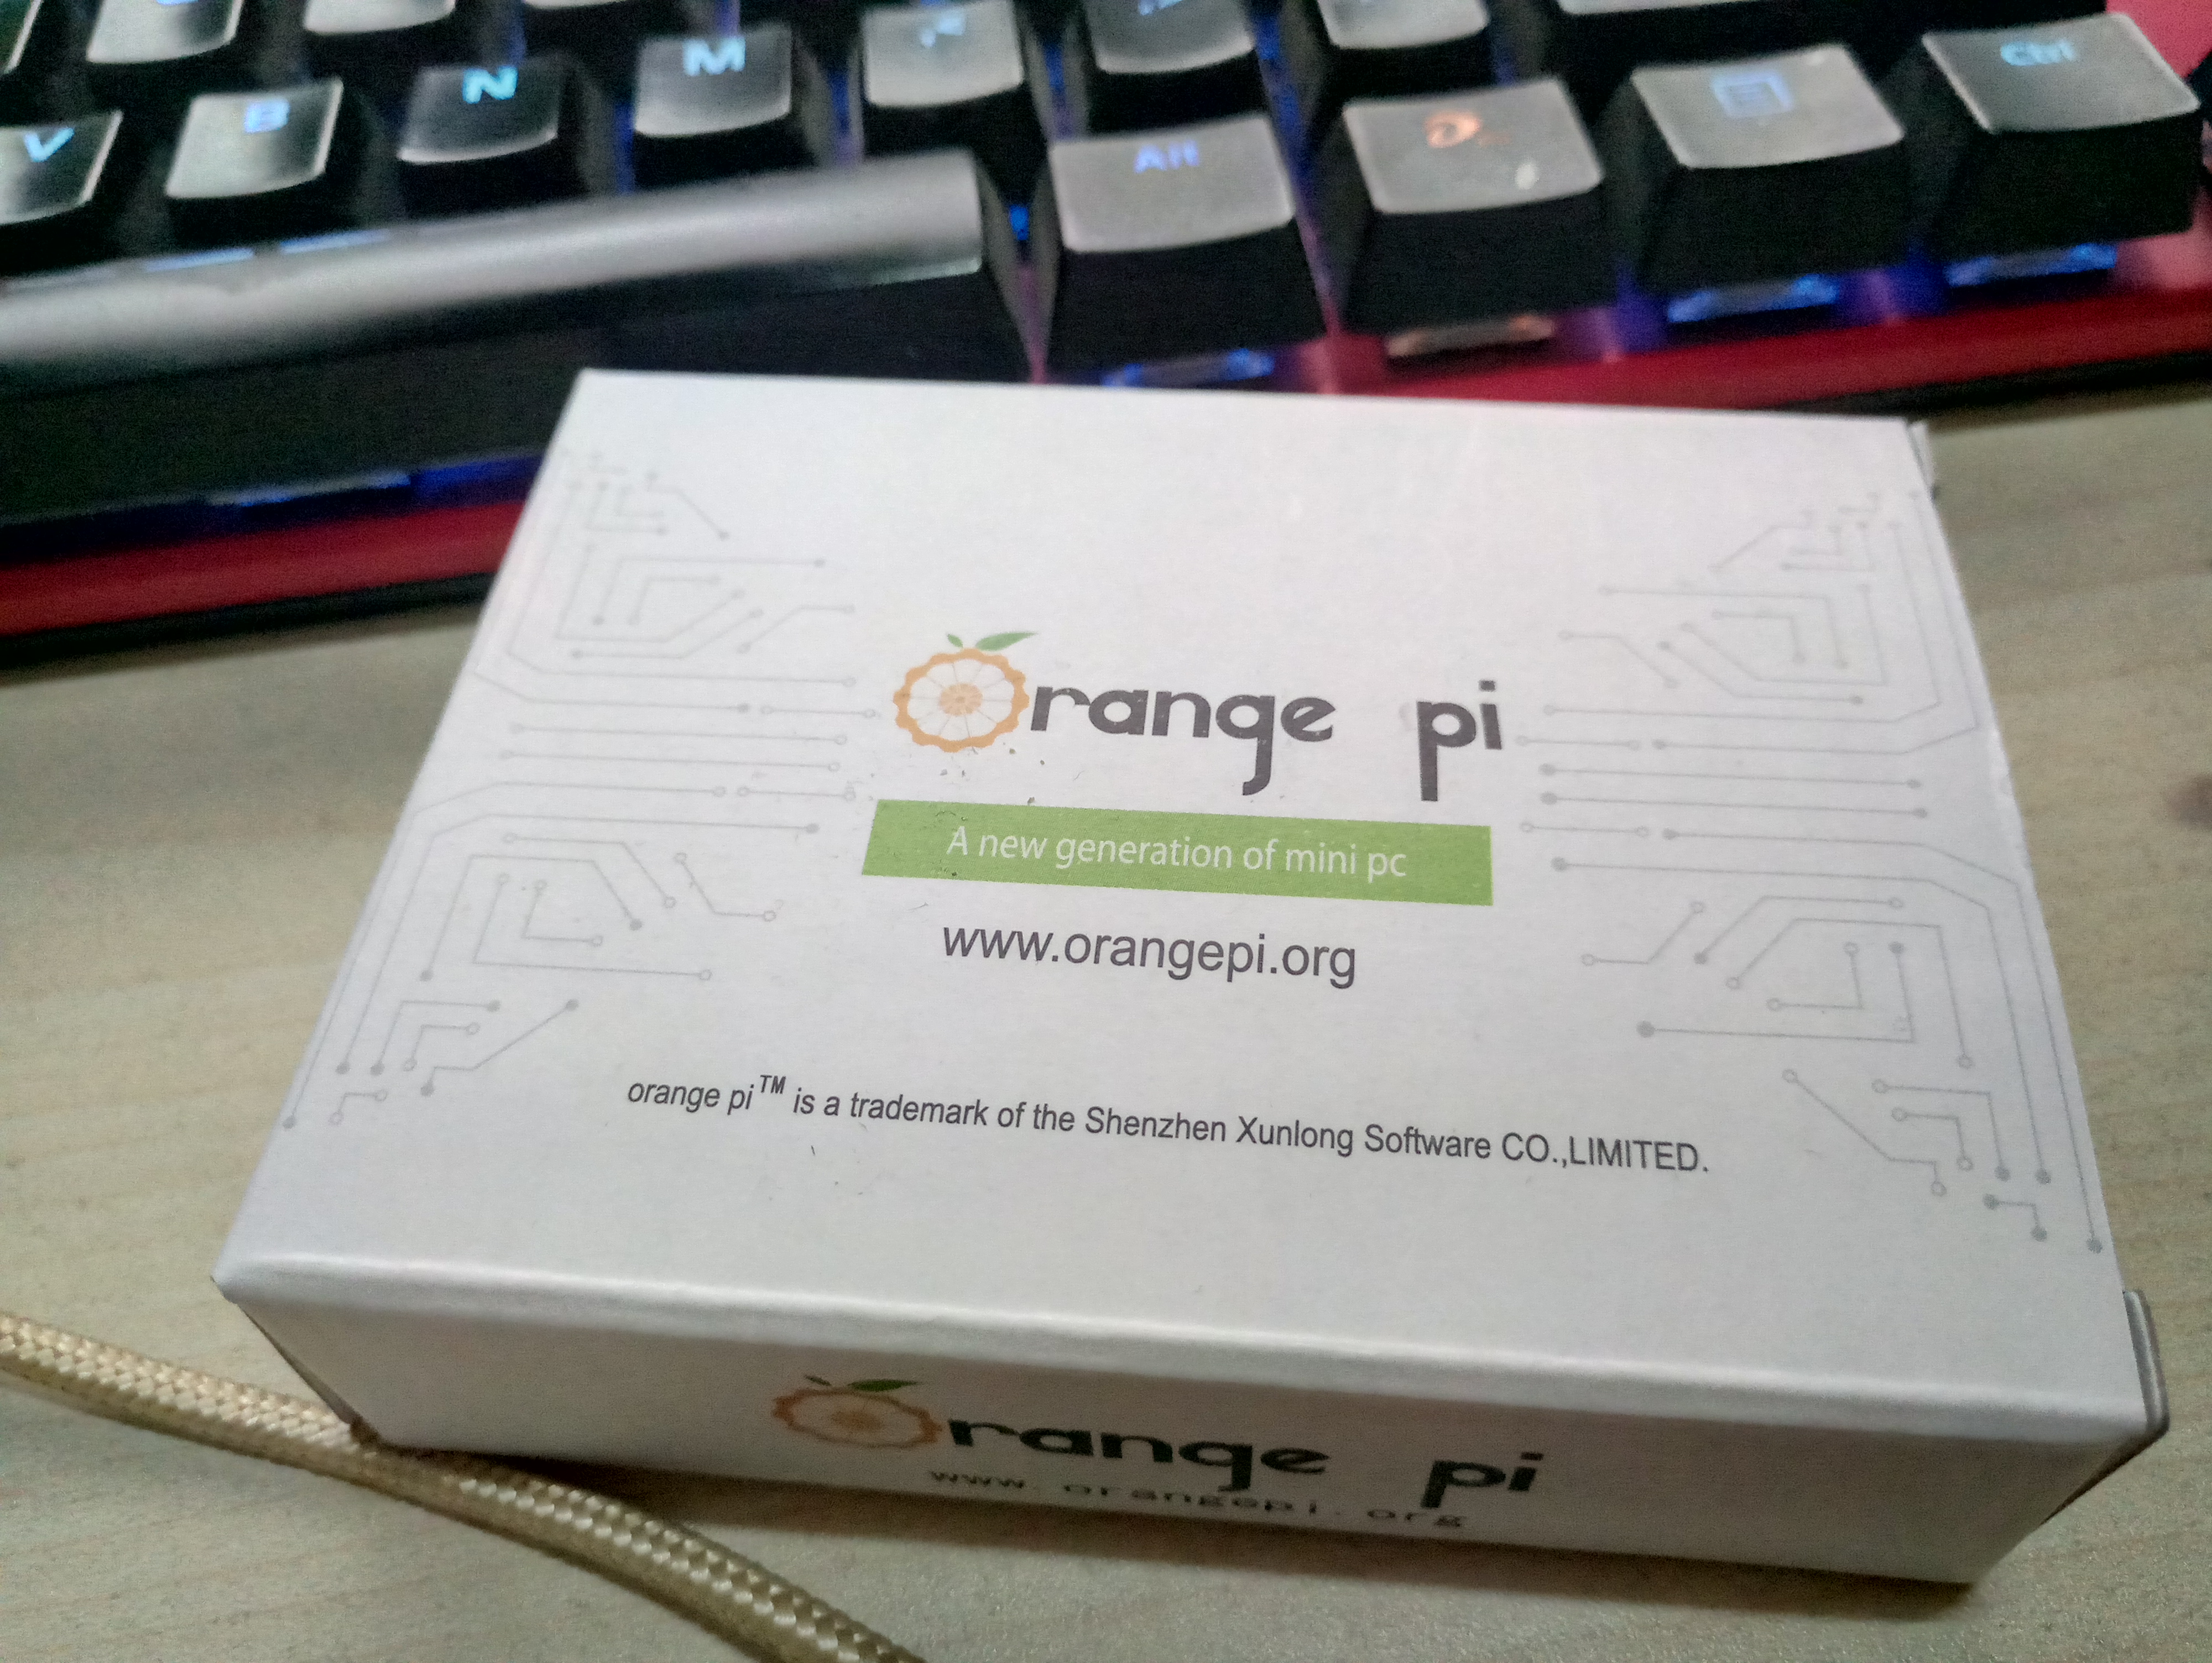 V B N M
Alt Ctrl
Orange pi
A new generation of mini pc
www.orangepi.org
orange pi™ is a trademark of the Shenzhen Xunlong Software CO.,LIMITED.
Orange pi
www.orangepi.org